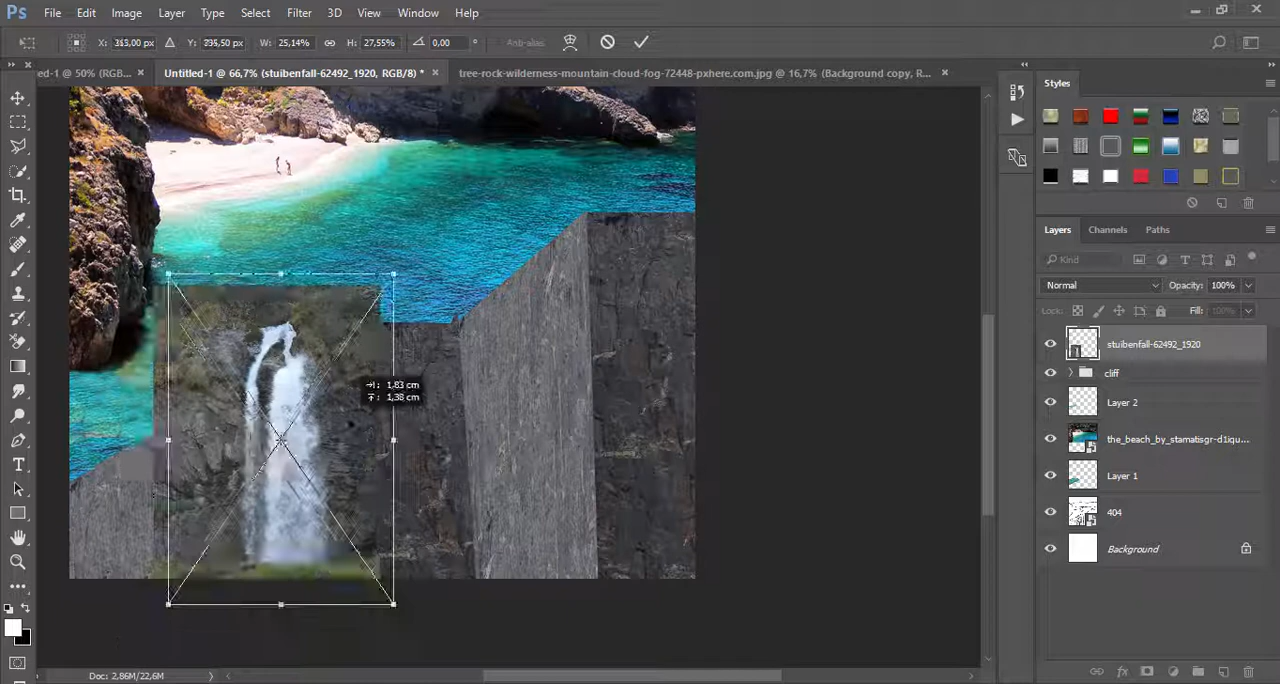 Ps File Edit Image Layer Type Select Filter 3D View Window Help
X: 313,00 px Y: 235,50 px W: 25,14% H: 27,55% 0,00 ° Anti-alias:
ed-1 @ 50% (RGB... × Untitled-1 @ 66,7% (stuibenfall-62492_1920, RGB/8) * × tree-rock-wilderness-mountain-cloud-fog-72448-pxhere.com.jpg @ 16,7% (Background copy, R... ×
Styles
Layers Channels Paths
Kind
Normal Opacity: 100%
Lock: Fill: 100%
stuibenfall-62492_1920
cliff
Layer 2
the_beach_by_stamatisgr-d1iqu...
Layer 1
404
Background
→|: 1,83 cm
1,38 cm
Doc: 2,86M/22,6M